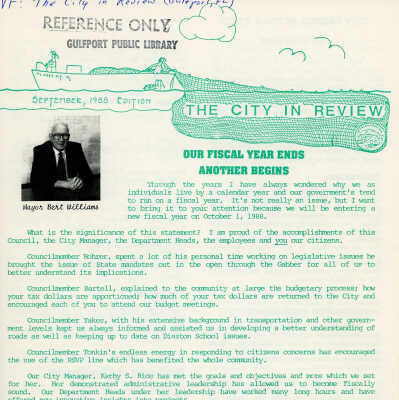 VF: The City in Review (Gulfport, FL)
REFERENCE ONLY
GULFPORT PUBLIC LIBRARY
September, 1988 Edition
THE CITY IN REVIEW
OUR FISCAL YEAR ENDS
ANOTHER BEGINS
Mayor Bert Williams
Through the years I have always wondered why we as
individuals live by a calendar year and our government's tend
to run on a fiscal year. It's not really an issue, but I want
to bring it to your attention because we will be entering a
new fiscal year on October 1, 1988.
What is the significance of this statement? I am proud of the accomplishments of this
Council, the City Manager, the Department Heads, the employees and you our citizens.
Councilmember Rohrer, spent a lot of his personal time working on legislative issues he
brought the issue of State mandates out in the open through the Gabber for all of us to
better understand its implications.
Councilmember Bartell, explained to the community at large the budgetary process; how
your tax dollars are apportioned; how much of your tax dollars are returned to the City and
encouraged each of you to attend our budget meetings.
Councilmember Yakes, with his extensive background in transportation and other govern-
ment levels kept us always informed and assisted us in developing a better understanding of
roads as well as keeping up to date on Disston School issues.
Councilmember Tonkin's endless energy in responding to citizens concerns has encouraged
the use of the RSVP line which has benefited the whole community.
Our City Manager, Kathy S. Rice has met the goals and objectives and more which we set
for her. Her demonstrated administrative leadership has allowed us to become fiscally
sound. Our Department Heads under her leadership have worked many long hours and have
offered new innovative insights into